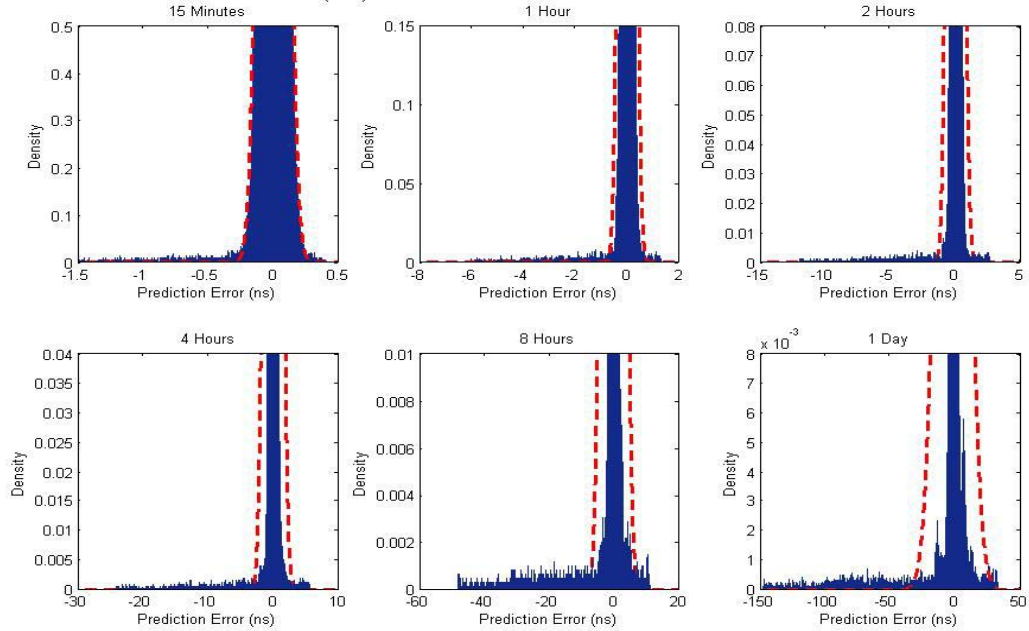 15 Minutes
0.5
0.4
0.3
0.2
0.1
0
Density
-1.5 -1 -0.5 0 0.5
Prediction Error (ns)
1 Hour
0.15
0.1
0.05
0
Density
-8 -6 -4 -2 0 2
Prediction Error (ns)
2 Hours
0.08
0.07
0.06
0.05
0.04
0.03
0.02
0.01
0
Density
-15 -10 -5 0 5
Prediction Error (ns)
4 Hours
0.04
0.035
0.03
0.025
0.02
0.015
0.01
0.005
0
Density
-30 -20 -10 0 10
Prediction Error (ns)
8 Hours
0.01
0.008
0.006
0.004
0.002
0
Density
-60 -40 -20 0 20
Prediction Error (ns)
x 10⁻³ 1 Day
8
7
6
5
4
3
2
1
0
Density
-150 -100 -50 0 50
Prediction Error (ns)